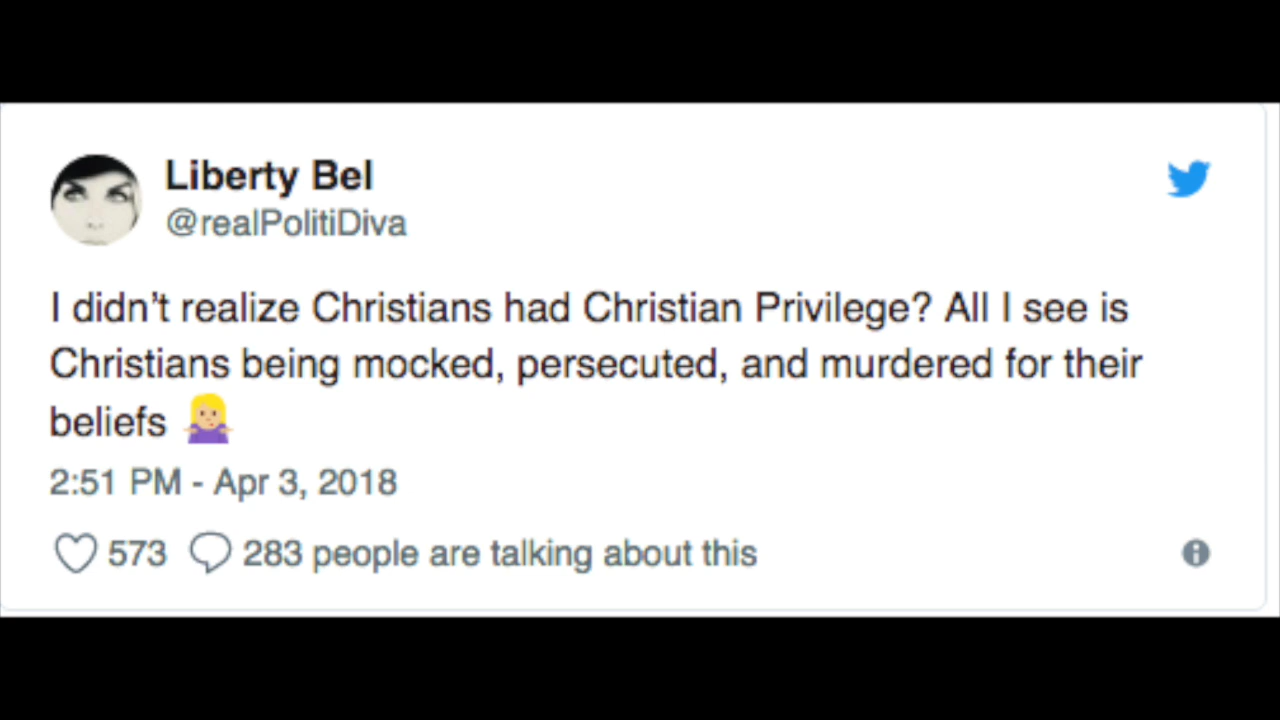 Liberty Bel
@realPolitiDiva
I didn’t realize Christians had Christian Privilege? All I see is
Christians being mocked, persecuted, and murdered for their
beliefs 🤷🏼‍♀️
2:51 PM - Apr 3, 2018
573 283 people are talking about this